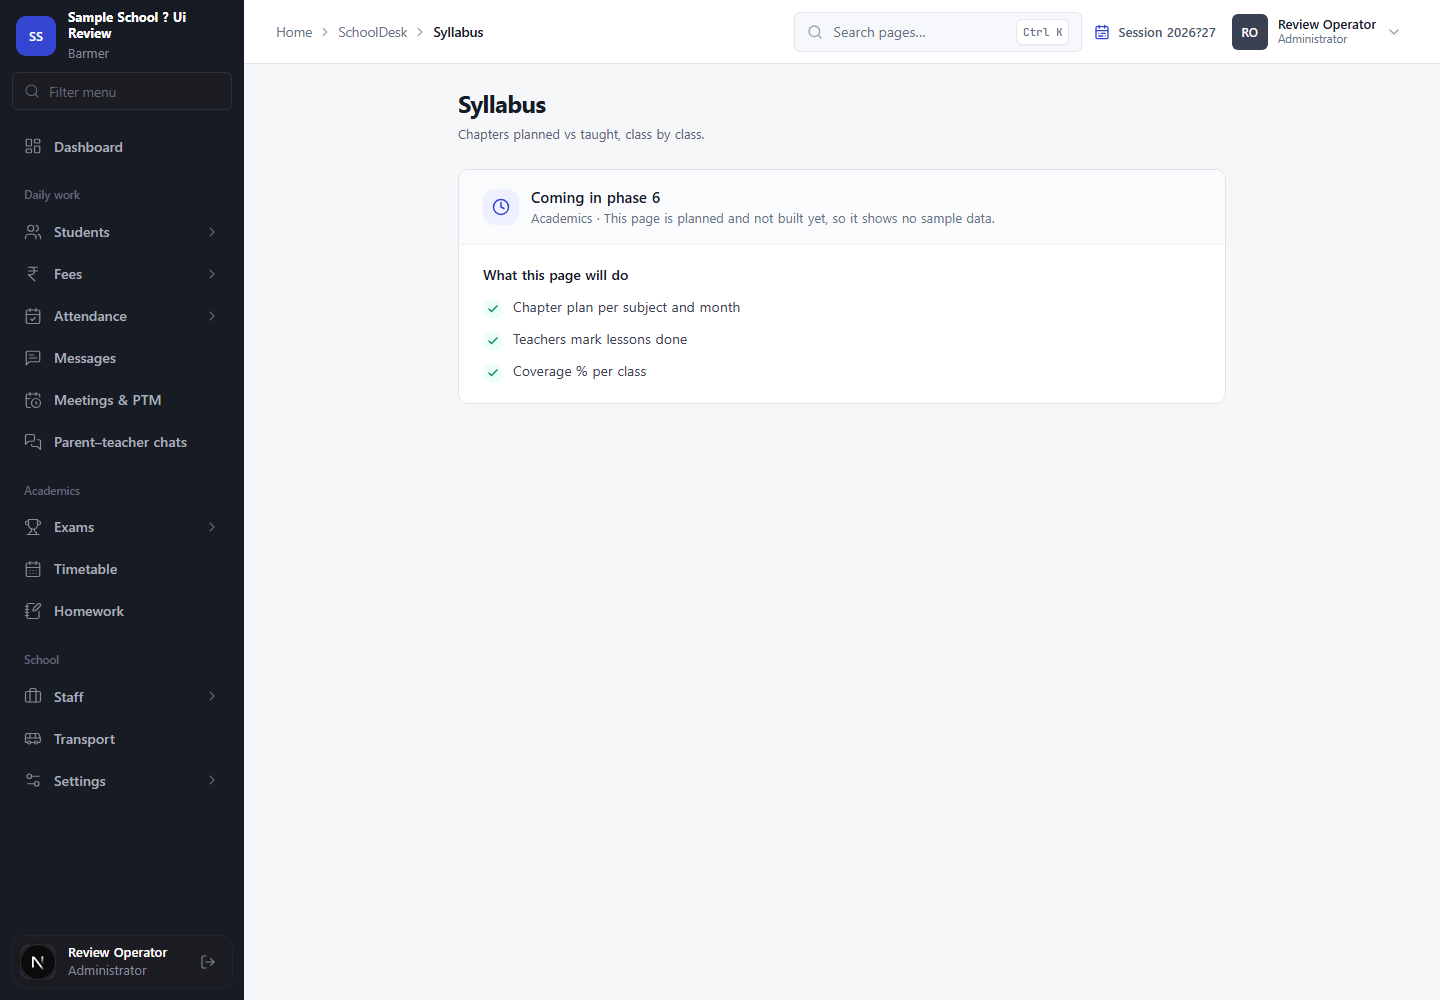 SS
Sample School ? Ui
Review
Barmer
Filter menu
Dashboard
Daily work
Students
Fees
Attendance
Messages
Meetings & PTM
Parent–teacher chats
Academics
Exams
Timetable
Homework
School
Staff
Transport
Settings
N
Review Operator
Administrator
Home
SchoolDesk
Syllabus
Search pages...
Ctrl K
Session 2026?27
RO
Review Operator
Administrator
Syllabus
Chapters planned vs taught, class by class.
Coming in phase 6
Academics · This page is planned and not built yet, so it shows no sample data.
What this page will do
Chapter plan per subject and month
Teachers mark lessons done
Coverage % per class